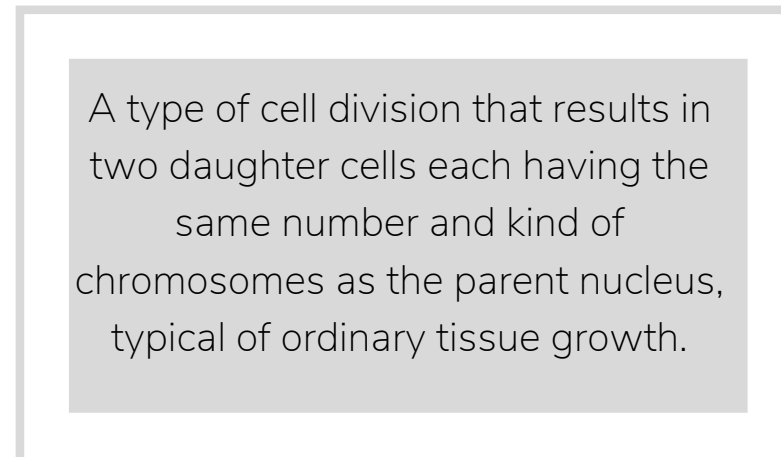 A type of cell division that results in
two daughter cells each having the
same number and kind of
chromosomes as the parent nucleus,
typical of ordinary tissue growth.